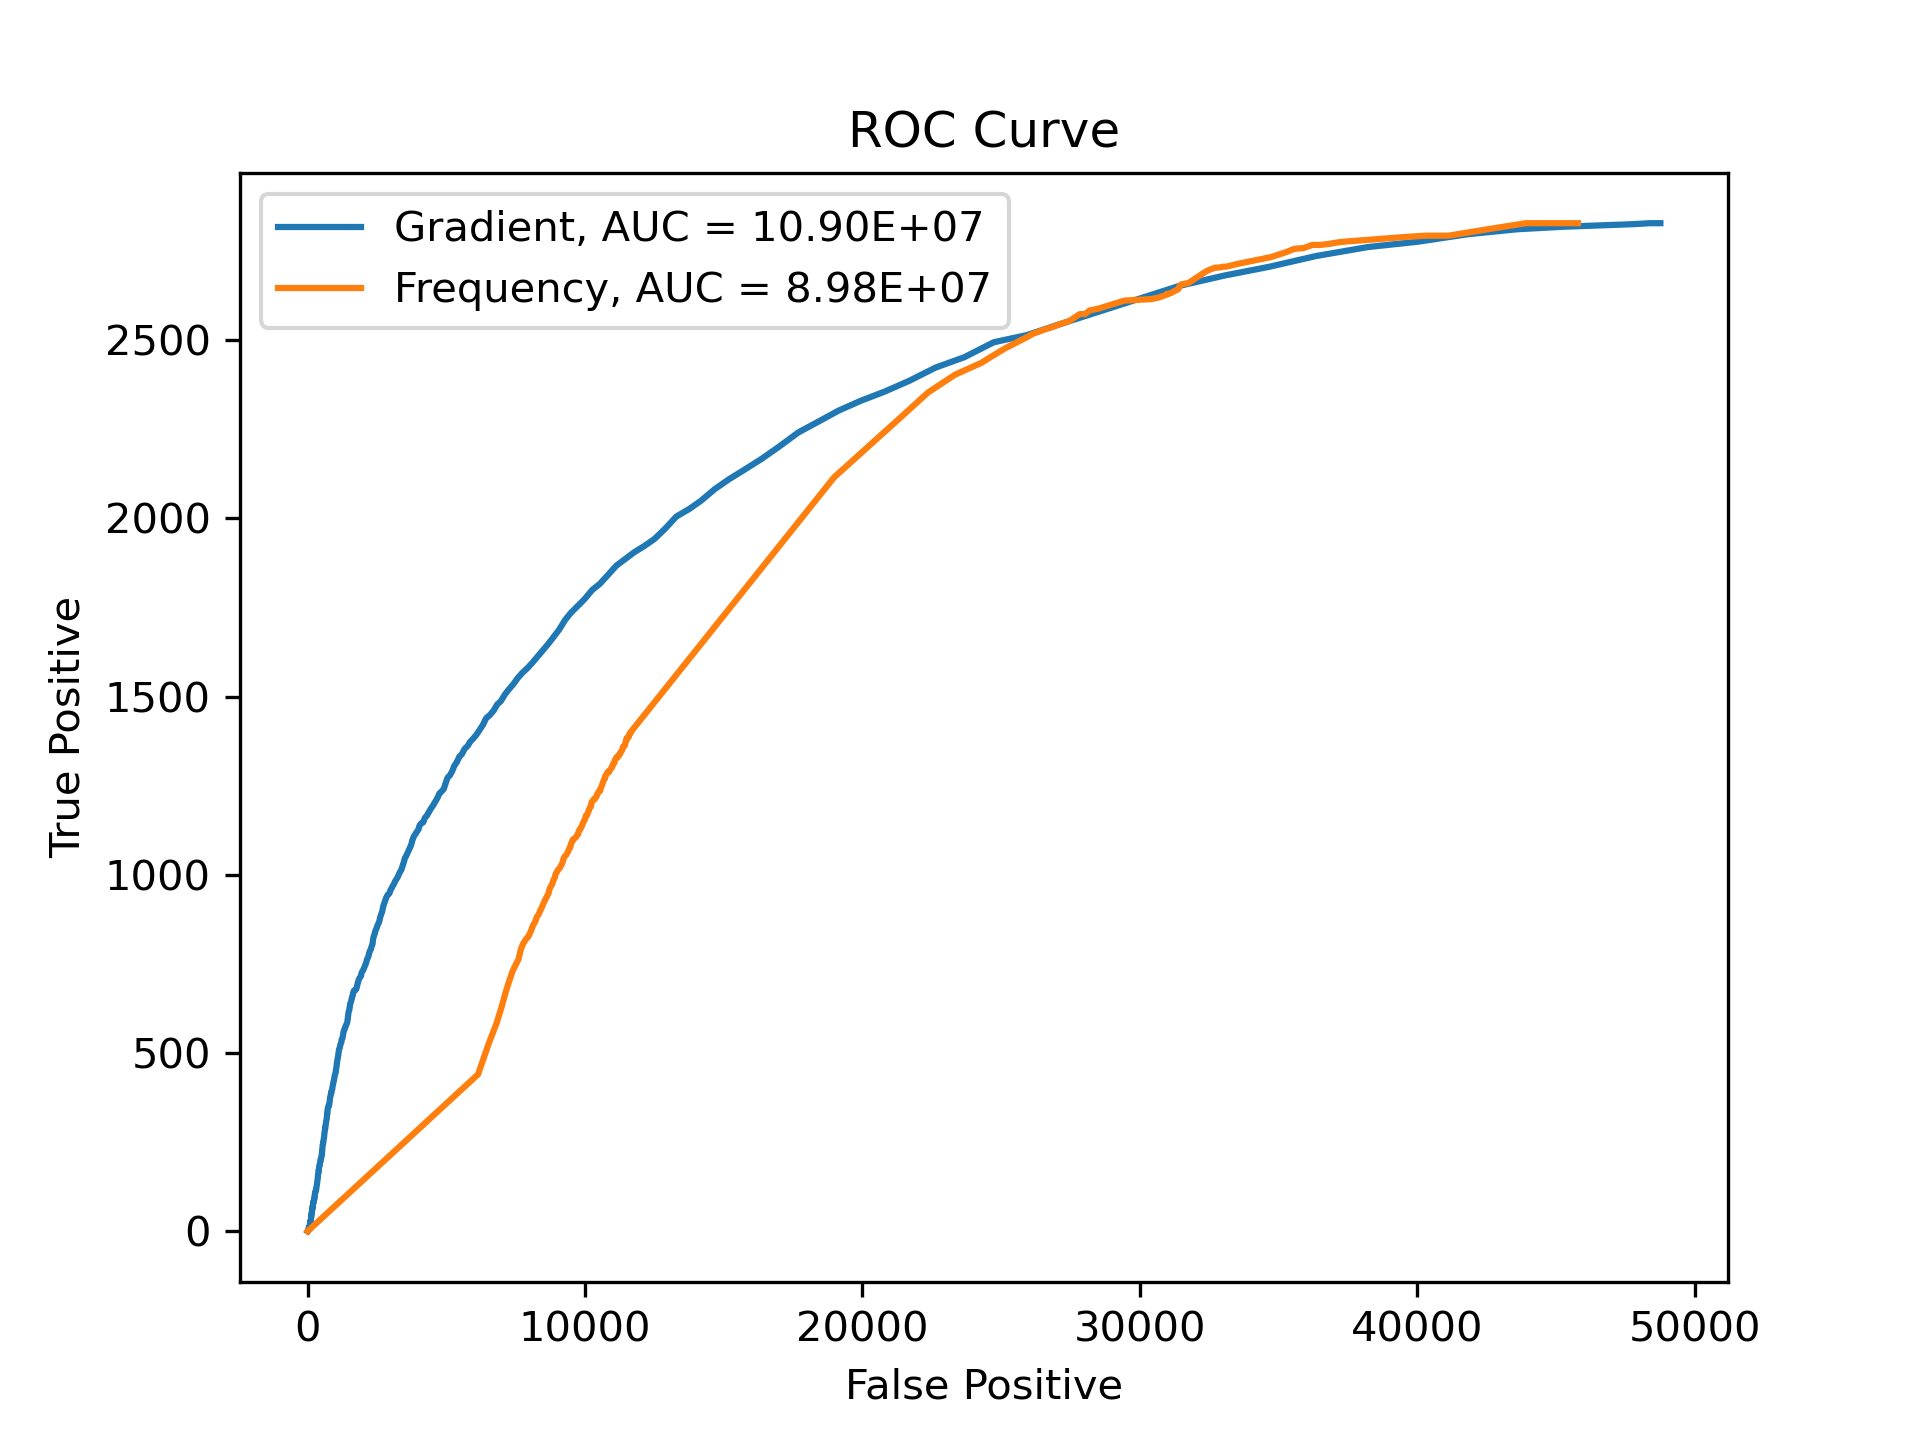 ROC Curve
Gradient, AUC = 10.90E+07
Frequency, AUC = 8.98E+07
True Positive
2500
2000
1500
1000
500
0
0 10000 20000 30000 40000 50000
False Positive